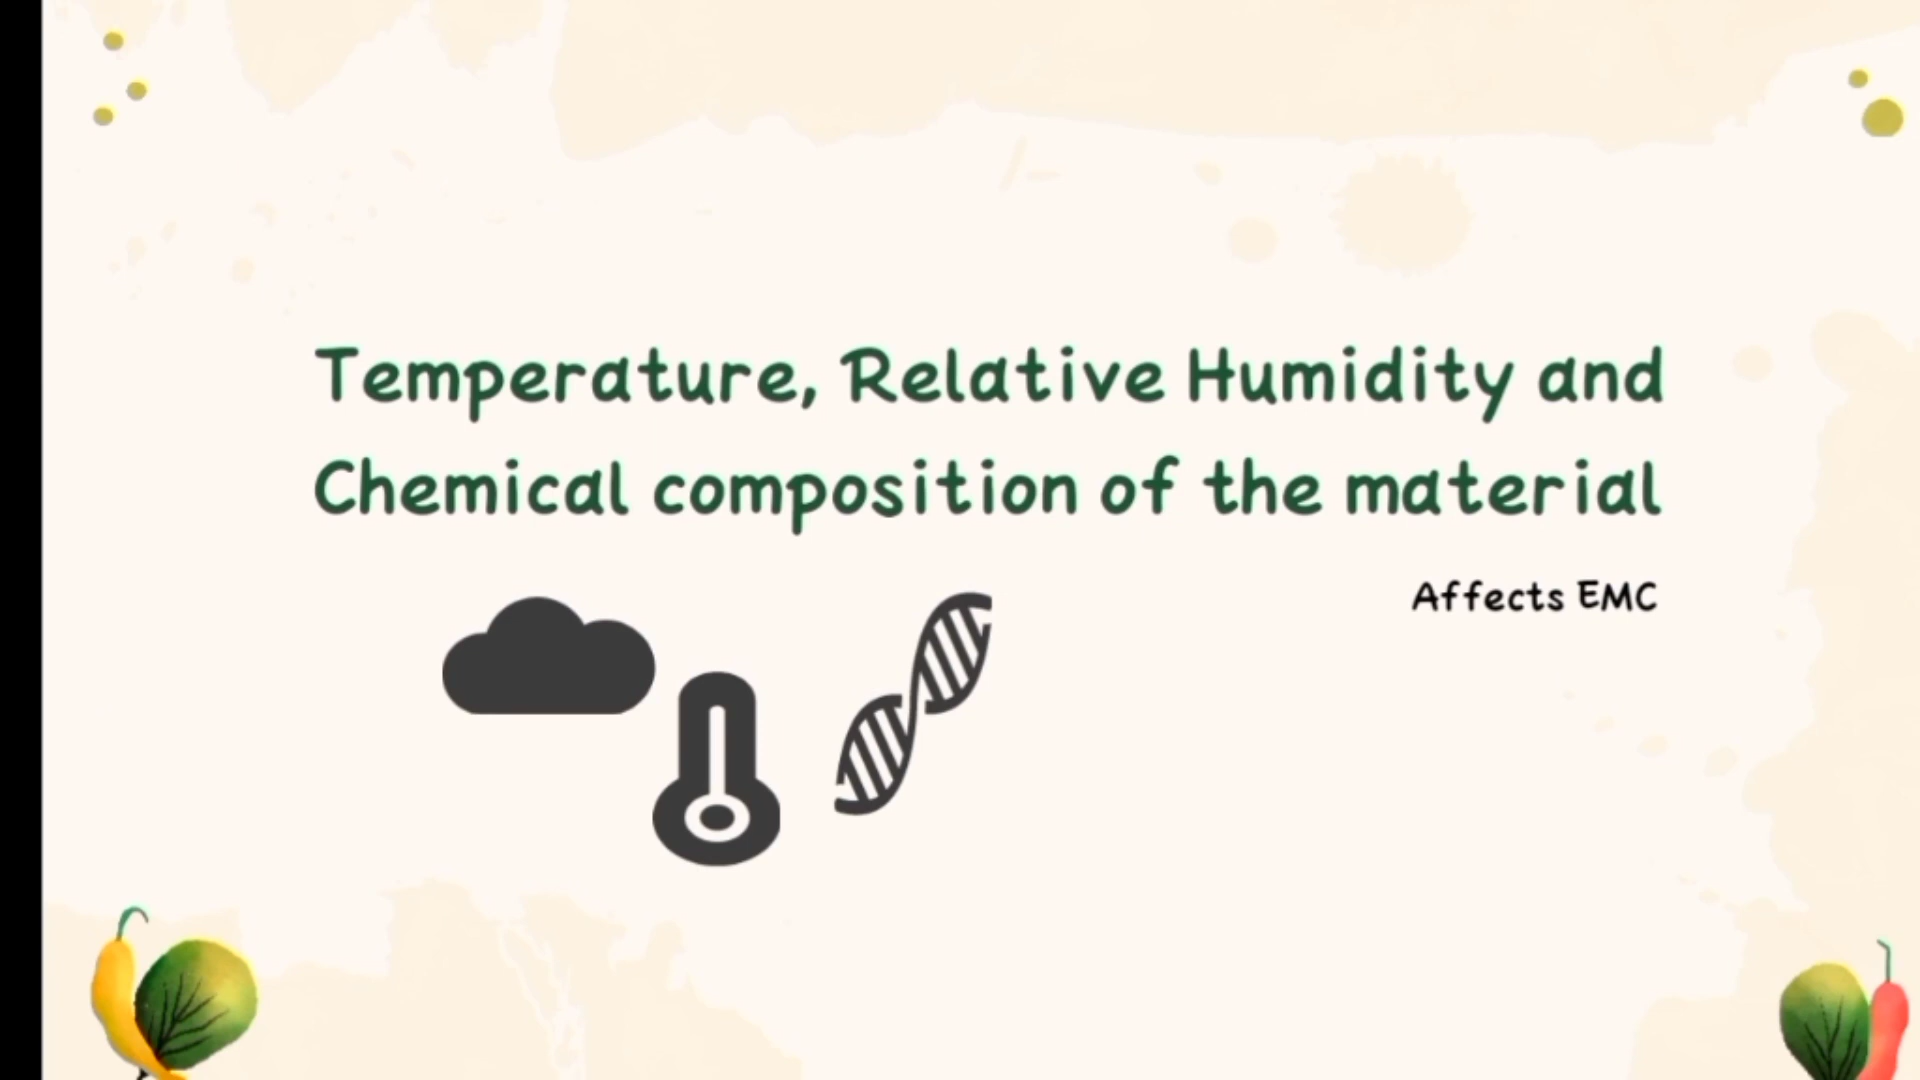 Temperature, Relative Humidity and
Chemical composition of the material
Affects EMC